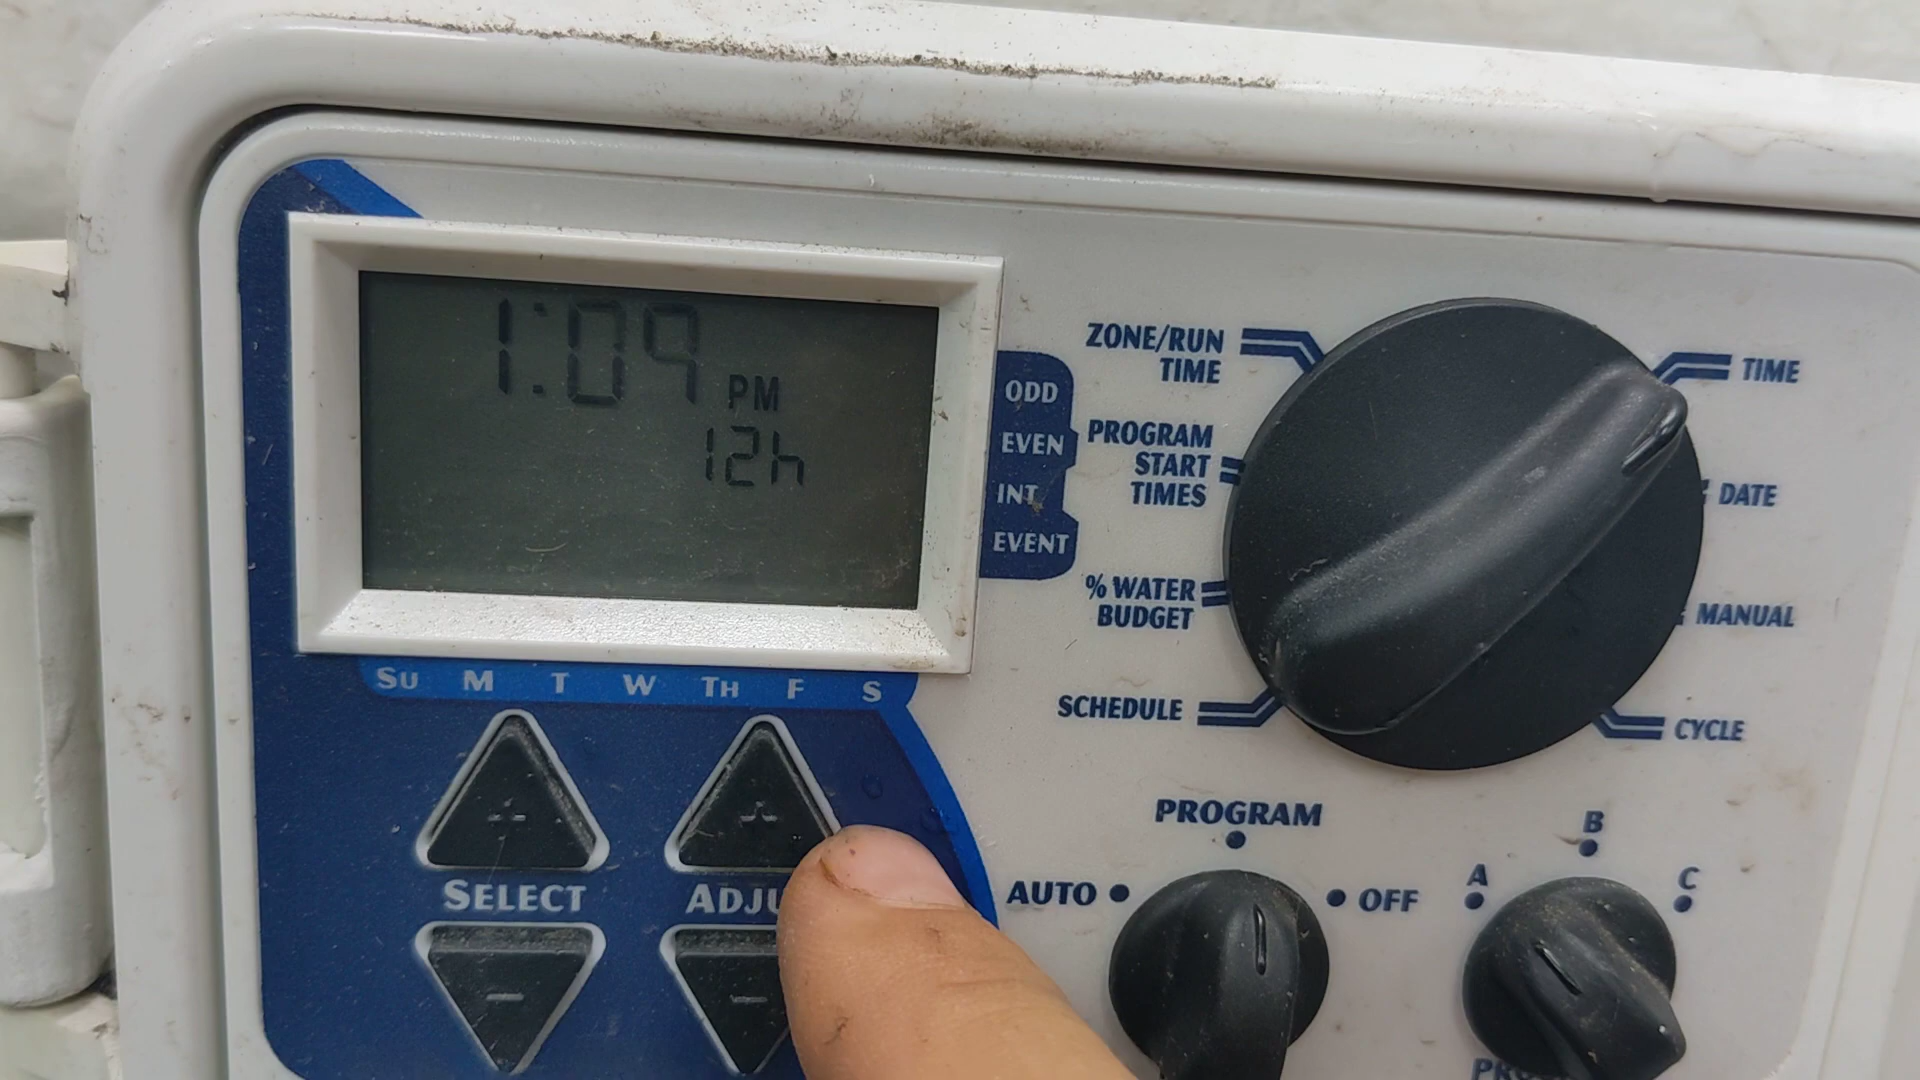 1:09 PM
12h
ODD
EVEN
INT
EVENT
SU M T W TH F S
SELECT
ZONE/RUN
TIME
PROGRAM
START
TIMES
% WATER
BUDGET
SCHEDULE
TIME
DATE
MANUAL
CYCLE
PROGRAM
AUTO
OFF
A
B
C